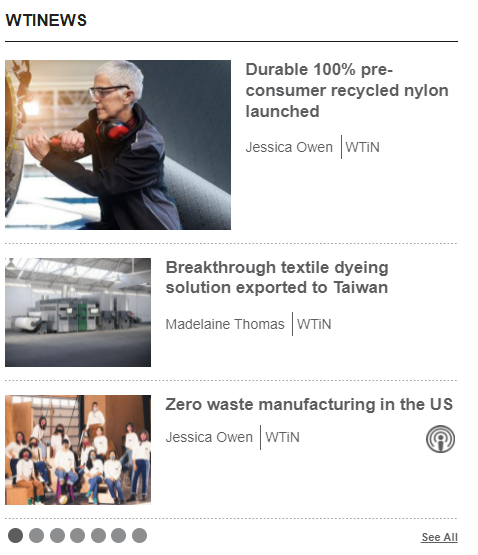 WTINEWS
Durable 100% pre-
consumer recycled nylon
launched
Jessica Owen WTiN
Breakthrough textile dyeing
solution exported to Taiwan
Madelaine Thomas WTiN
Zero waste manufacturing in the US
Jessica Owen WTiN
See All